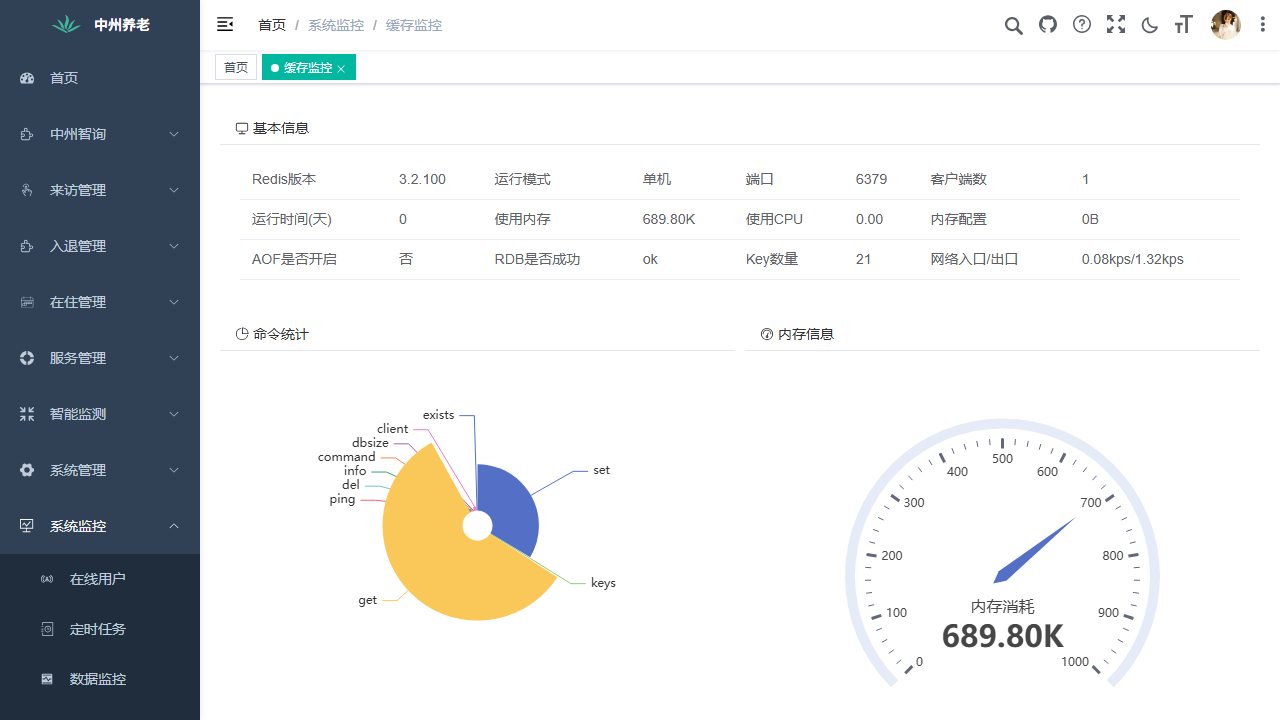 中州养老
首页
中州智询
来访管理
入退管理
在住管理
服务管理
智能监测
系统管理
系统监控
在线用户
定时任务
数据监控
首页 / 系统监控 / 缓存监控
首页
缓存监控
基本信息
Redis版本 3.2.100 运行模式 单机 端口 6379 客户端数 1
运行时间(天) 0 使用内存 689.80K 使用CPU 0.00 内存配置 0B
AOF是否开启 否 RDB是否成功 ok Key数量 21 网络入口/出口 0.08kps/1.32kps
命令统计
exists
client
dbsize
command
info
del
ping
get
set
keys
内存信息
0
100
200
300
400
500
600
700
800
900
1000
内存消耗
689.80K